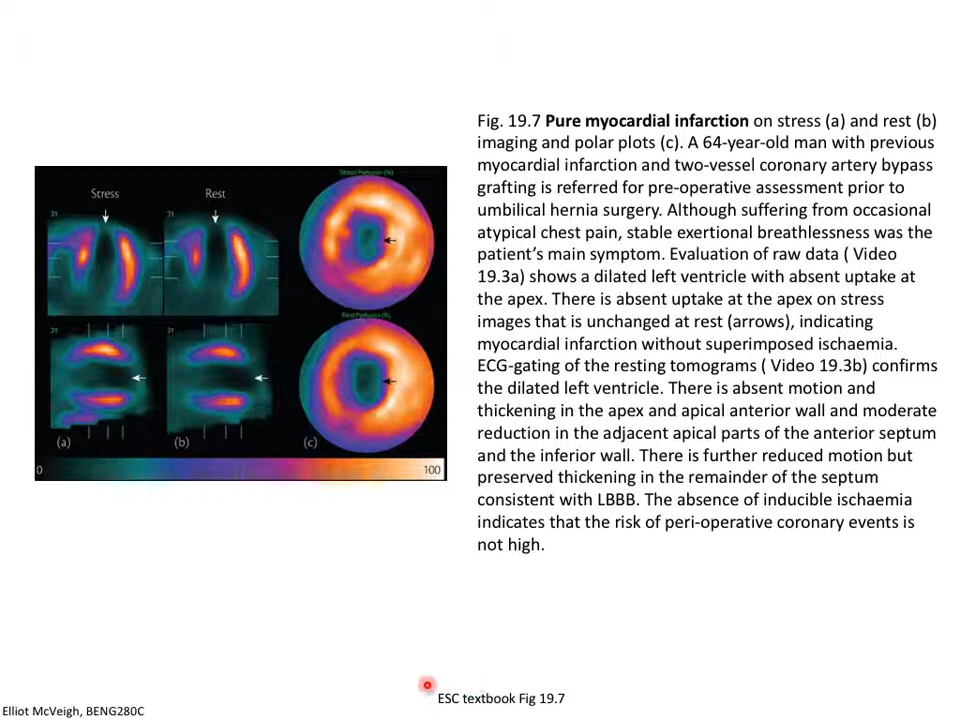 Fig. 19.7 Pure myocardial infarction on stress (a) and rest (b)
imaging and polar plots (c). A 64-year-old man with previous
myocardial infarction and two-vessel coronary artery bypass
grafting is referred for pre-operative assessment prior to
umbilical hernia surgery. Although suffering from occasional
atypical chest pain, stable exertional breathlessness was the
patient's main symptom. Evaluation of raw data ( Video
19.3a) shows a dilated left ventricle with absent uptake at
the apex. There is absent uptake at the apex on stress
images that is unchanged at rest (arrows), indicating
myocardial infarction without superimposed ischaemia.
ECG-gating of the resting tomograms ( Video 19.3b) confirms
the dilated left ventricle. There is absent motion and
thickening in the apex and apical anterior wall and moderate
reduction in the adjacent apical parts of the anterior septum
and the inferior wall. There is further reduced motion but
preserved thickening in the remainder of the septum
consistent with LBBB. The absence of inducible ischaemia
indicates that the risk of peri-operative coronary events is
not high.
Stress Perfusion (%)
Stress Rest
31 31
Rest Perfusion (%)
31 31
(a) (b) (c)
0 100
ESC textbook Fig 19.7
Elliot McVeigh, BENG280C